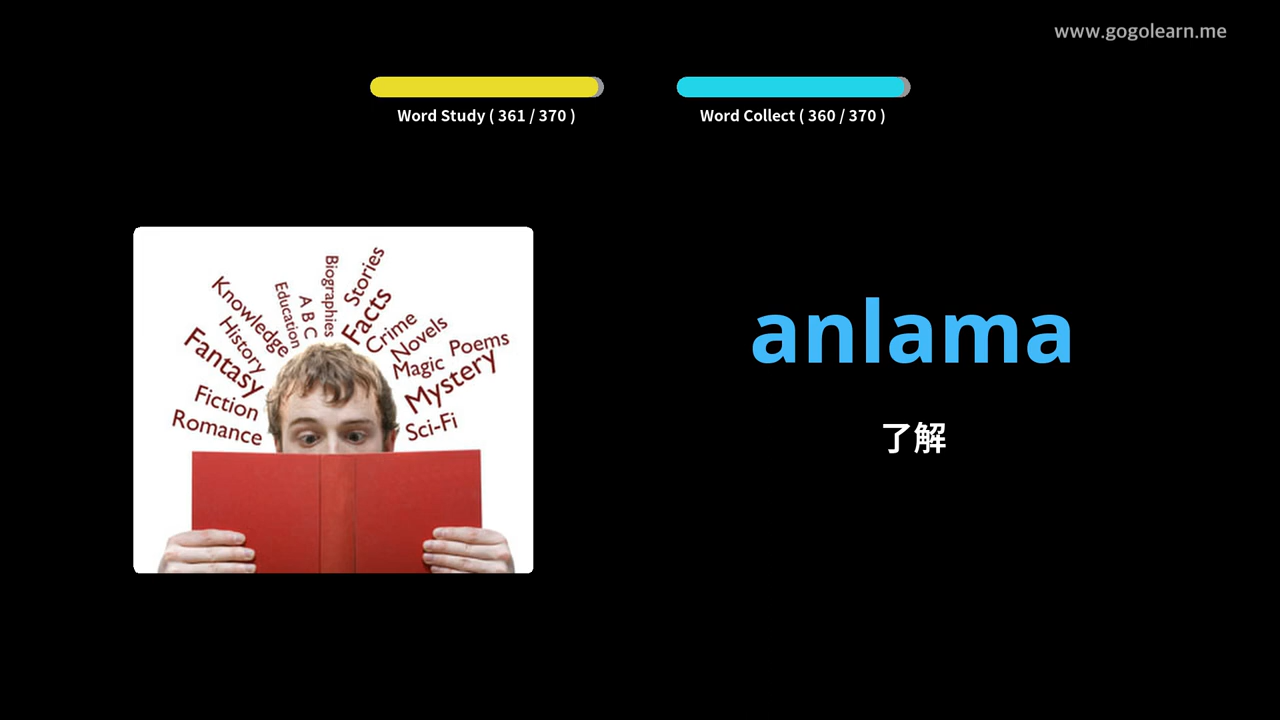 www.gogolearn.me
Word Study ( 361 / 370 )
Word Collect ( 360 / 370 )
Biographies
Stories
Education
A B C
Facts
Knowledge
Crime
History
Novels
Poems
Fantasy
Magic
Mystery
Fiction
Sci-Fi
Romance
anlama
了解